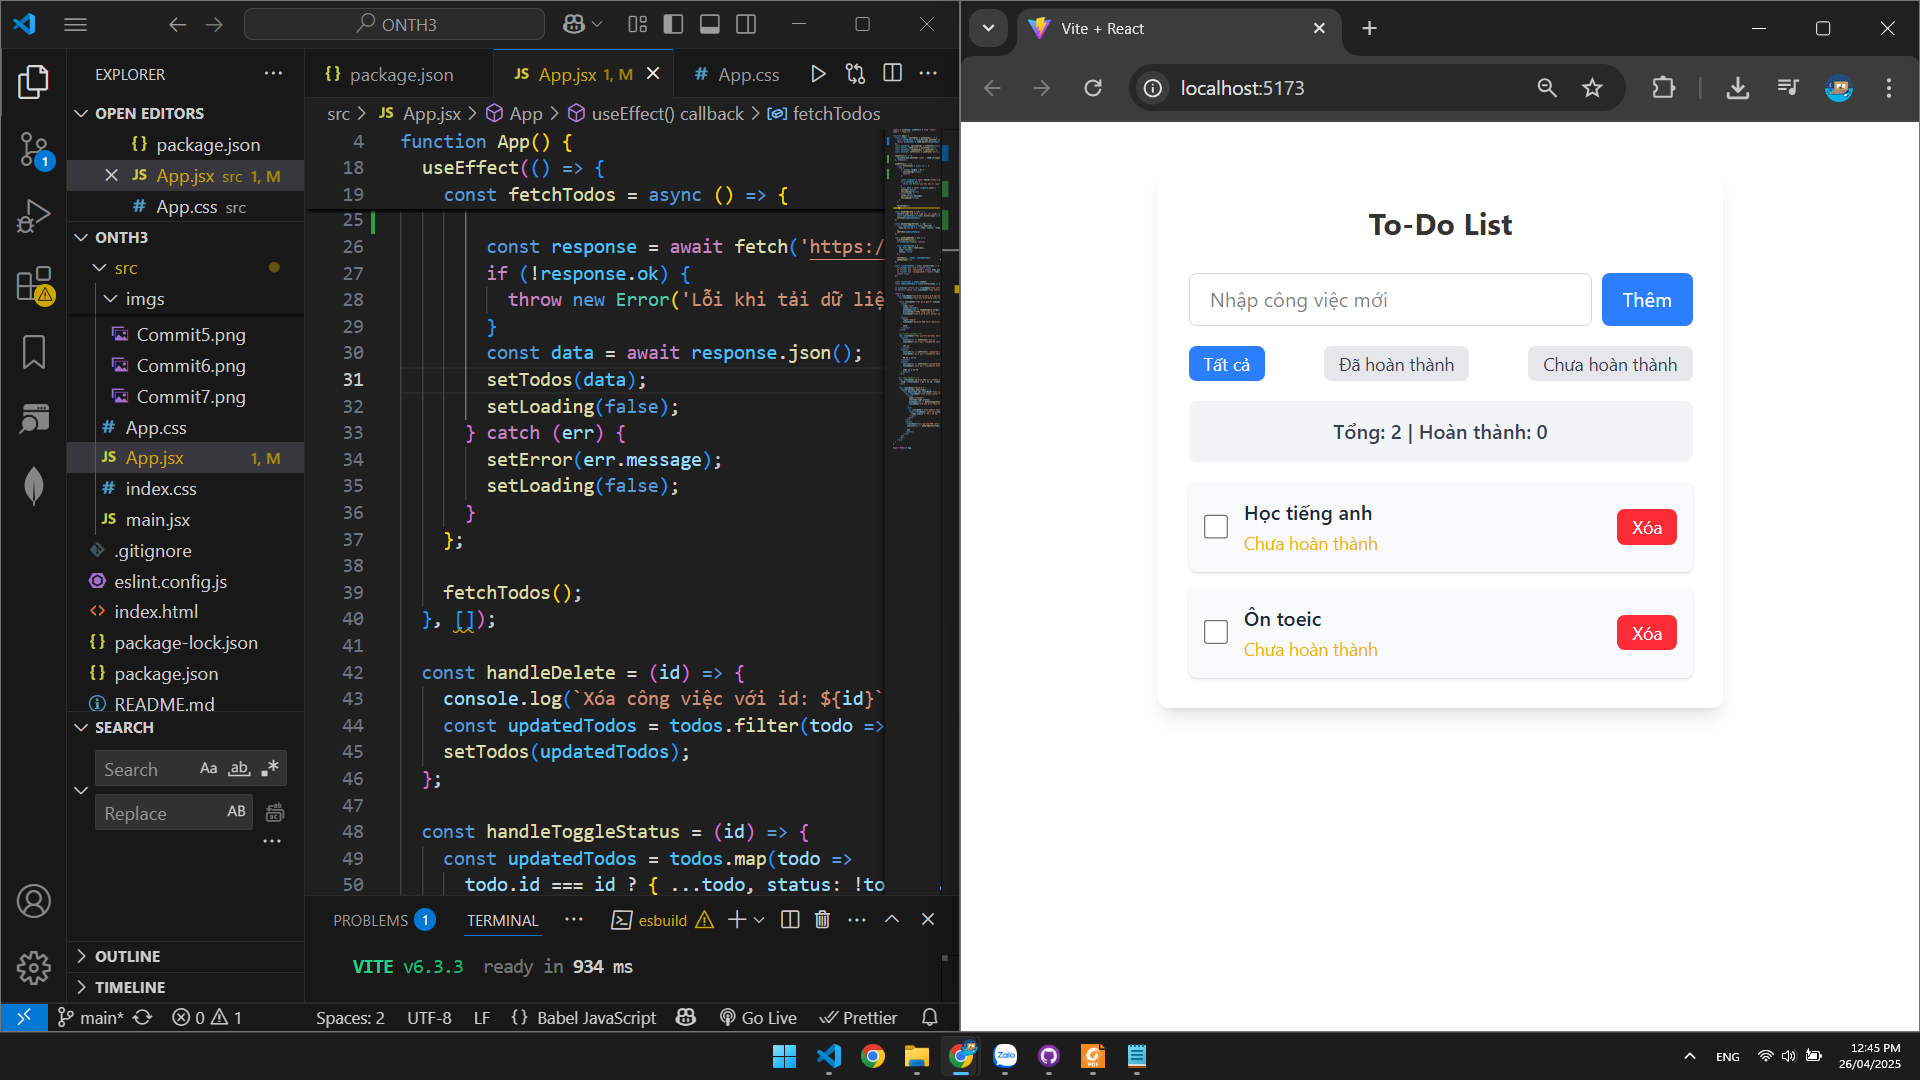 ONTH3
EXPLORER
OPEN EDITORS
{} package.json
JS App.jsx src 1, M
# App.css src
ONTH3
src
imgs
Commit5.png
Commit6.png
Commit7.png
# App.css
JS App.jsx 1, M
# index.css
JS main.jsx
.gitignore
eslint.config.js
<> index.html
{} package-lock.json
{} package.json
README.md
SEARCH
Search Aa ab .*
Replace AB
OUTLINE
TIMELINE
1
{} package.json
JS App.jsx 1, M
# App.css
src > JS App.jsx > App > useEffect() callback > fetchTodos
4 function App() {
18 useEffect(() => {
19 const fetchTodos = async () => {
25
26 const response = await fetch('https:/
27 if (!response.ok) {
28 throw new Error('Lỗi khi tải dữ liệ
29 }
30 const data = await response.json();
31 setTodos(data);
32 setLoading(false);
33 } catch (err) {
34 setError(err.message);
35 setLoading(false);
36 }
37 };
38
39 fetchTodos();
40 }, []);
41
42 const handleDelete = (id) => {
43 console.log(`Xóa công việc với id: ${id}`
44 const updatedTodos = todos.filter(todo =>
45 setTodos(updatedTodos);
46 };
47
48 const handleToggleStatus = (id) => {
49 const updatedTodos = todos.map(todo =>
50 todo.id === id ? { ...todo, status: !to
PROBLEMS 1 TERMINAL esbuild
VITE v6.3.3 ready in 934 ms
main* 0 1 Spaces: 2 UTF-8 LF {} Babel JavaScript Go Live Prettier
Vite + React
localhost:5173
To-Do List
Nhập công việc mới
Thêm
Tất cả
Đã hoàn thành
Chưa hoàn thành
Tổng: 2 | Hoàn thành: 0
Học tiếng anh
Chưa hoàn thành
Xóa
Ôn toeic
Chưa hoàn thành
Xóa
Zalo
PDF
ENG
12:45 PM
26/04/2025